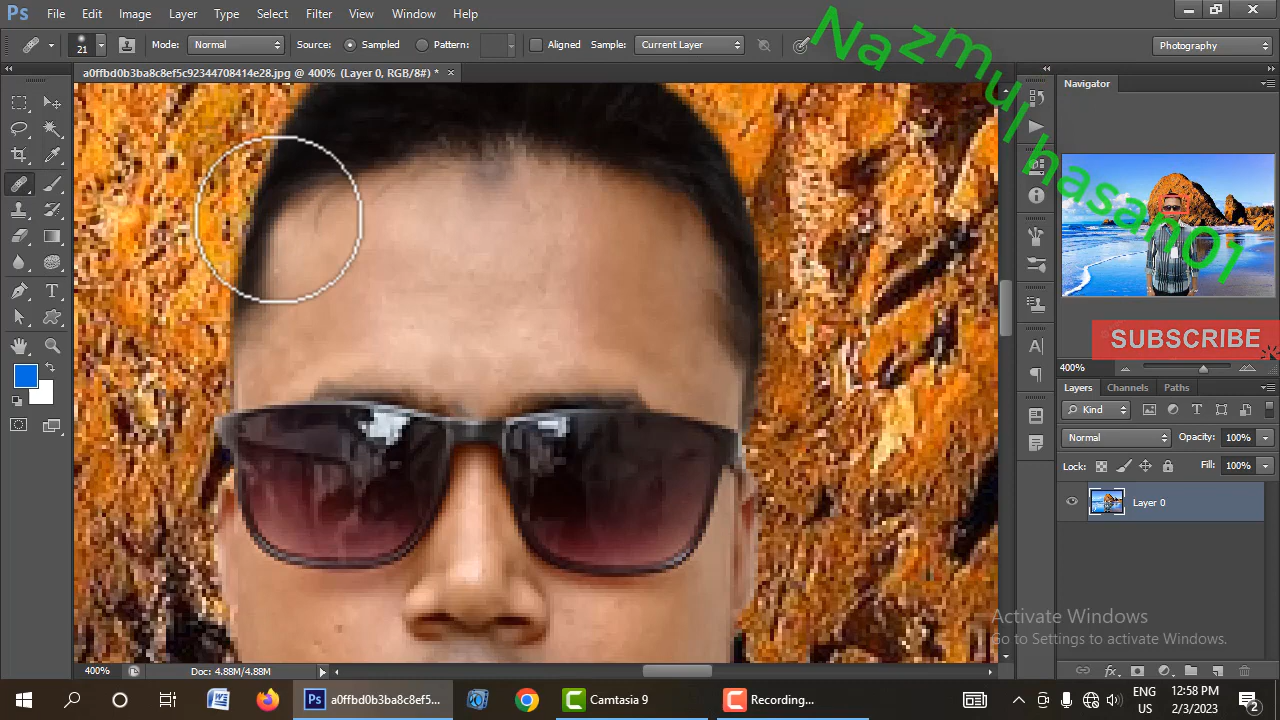 Ps File Edit Image Layer Type Select Filter View Window Help
21 Mode: Normal Source: Sampled Pattern: Aligned Sample: Current Layer Photography
a0ffbd0b3ba8c8ef5c92344708414e28.jpg @ 400% (Layer 0, RGB/8#) *
Nazmul hasan01
Navigator
SUBSCRIBE
400%
Layers Channels Paths
Kind
Normal Opacity: 100%
Lock: Fill: 100%
Layer 0
Activate Windows
Go to Settings to activate Windows.
400% Doc: 4.88M/4.88M
a0ffbd0b3ba8c8ef5... Camtasia 9 Recording...
ENG 12:58 PM
US 2/3/2023
2